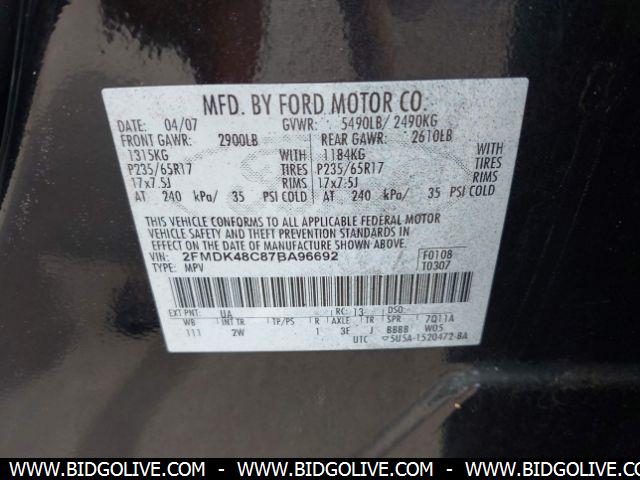 MFD. BY FORD MOTOR CO.
DATE: 04/07 GVWR: 5490LB/ 2490KG
FRONT GAWR: 2900LB REAR GAWR: 2610LB
1315KG WITH 1184KG WITH
P235/65R17 TIRES P235/65R17 TIRES
17x7.5J RIMS 17x7.5J RIMS
AT 240 kPa/ 35 PSI COLD AT 240 kPa/ 35 PSI COLD
THIS VEHICLE CONFORMS TO ALL APPLICABLE FEDERAL MOTOR
VEHICLE SAFETY AND THEFT PREVENTION STANDARDS IN
EFFECT ON THE DATE OF MANUFACTURE SHOWN ABOVE.
VIN: 2FMDK48C87BA96692 F0108
TYPE: MPV T0307
EXT PNT: UA RC: 13 DSO:
WB INT TR TP/PS R AXLE TR SPR 7Q11A
111 2W 1 3E J BBBB W05
UTC 5U5A-1520472-BA
WWW.BIDGOLIVE.COM - WWW.BIDGOLIVE.COM - WWW.BIDGOLIVE.COM